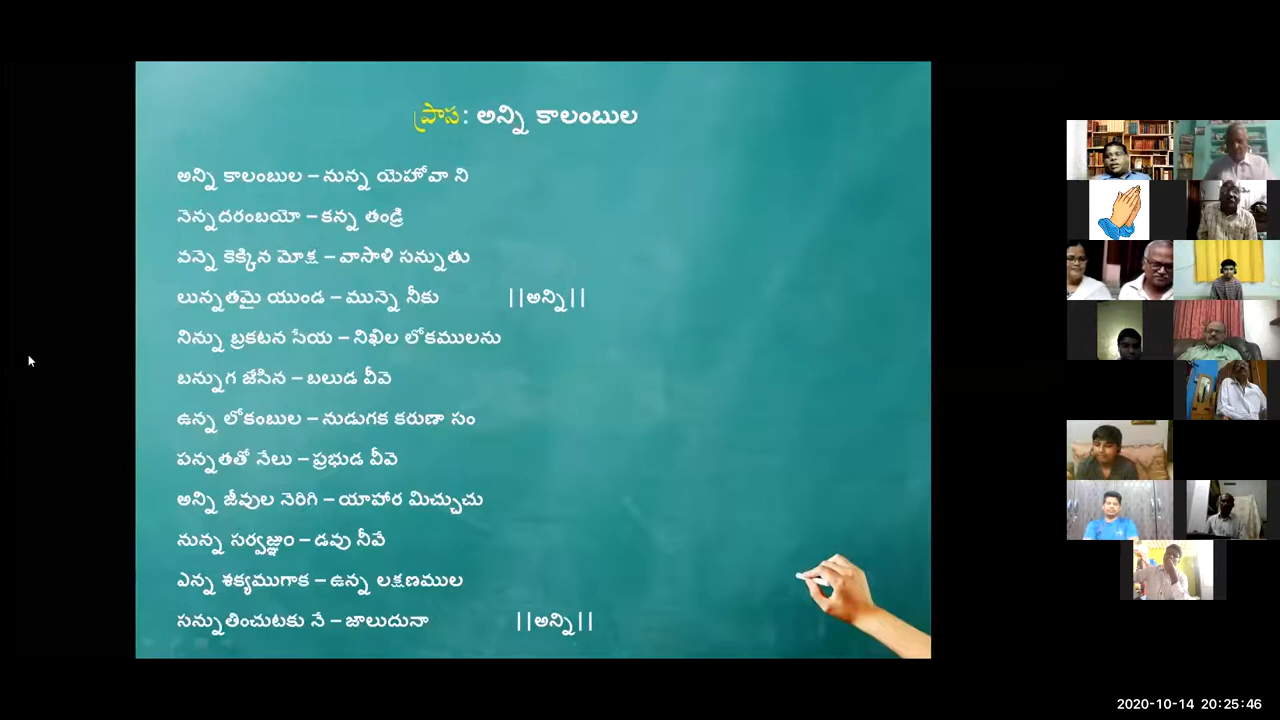 ప్రాస: అన్ని కాలంబుల
అన్ని కాలంబుల – నున్న యెహోవా ని
నెన్నదరంబయో – కన్న తండ్రి
వన్నె కెక్కిన మోక్ష – వాసాళి సన్నుతు
లున్నతమై యుండ – మున్నె నీకు ||అన్ని||
నిన్ను బ్రకటన సేయ – నిఖిల లోకములను
బన్నుగ జేసిన – బలుడ వీవె
ఉన్న లోకంబుల – నుడుగక కరుణా సం
పన్నతతో నేలు – ప్రభుడ వీవె
అన్ని జీవుల నెరిగి – యాహార మిచ్చుచు
నున్న సర్వజ్ఞుం – డవు నీవే
ఎన్న శక్యముగాక – ఉన్న లక్షణముల
సన్నుతించుటకు నే – జాలుదునా ||అన్ని||
2020-10-14 20:25:46